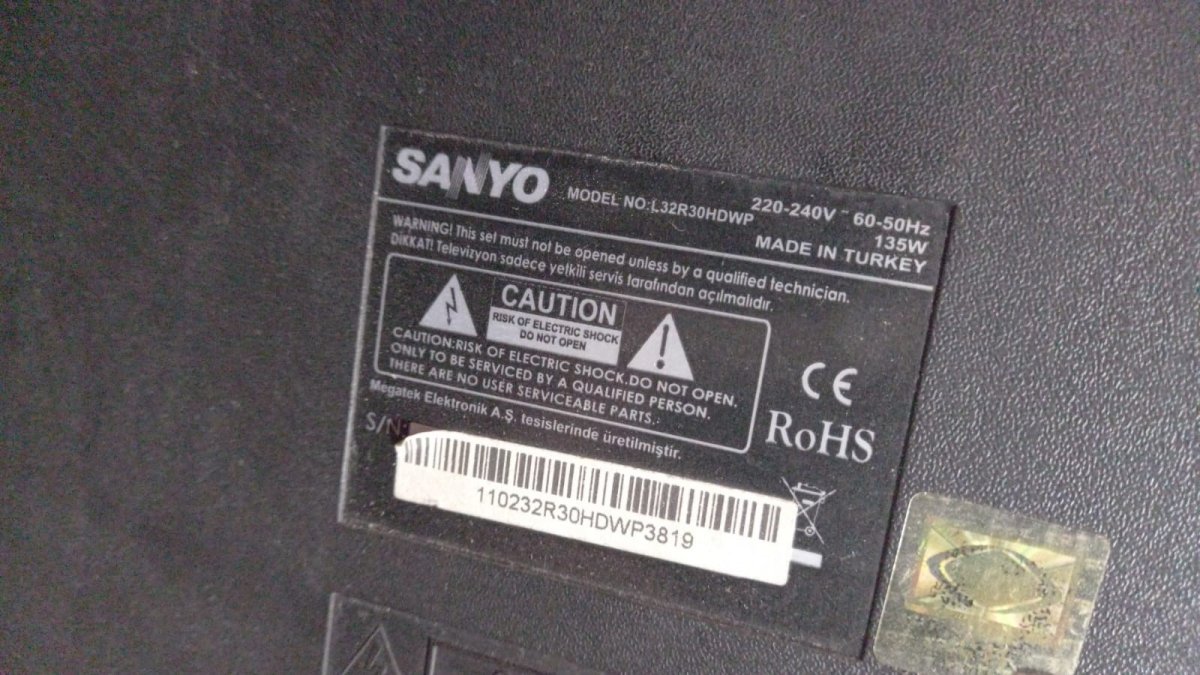 SANYO
MODEL NO:L32R30HDWP
220-240V ~ 60-50Hz
135W
MADE IN TURKEY
WARNING! This set must not be opened unless by a qualified technician.
DİKKAT! Televizyon sadece yetkili servis tarafından açılmalıdır.
CAUTION
RISK OF ELECTRIC SHOCK
DO NOT OPEN
CAUTION:RISK OF ELECTRIC SHOCK.DO NOT OPEN.
ONLY TO BE SERVICED BY A QUALIFIED PERSON.
THERE ARE NO USER SERVICEABLE PARTS.
CE
RoHS
Megatek Elektronik A.Ş. tesislerinde üretilmiştir.
S/N:
110232R30HDWP3819